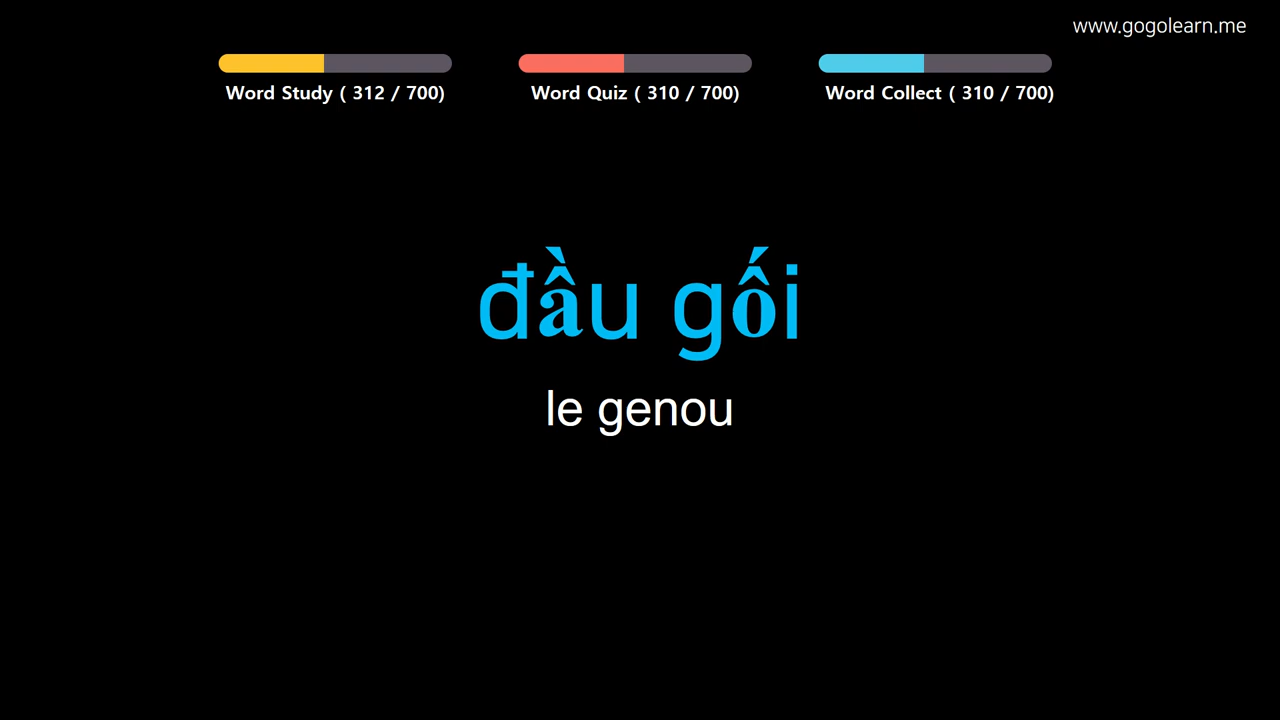 www.gogolearn.me
Word Study ( 312 / 700)
Word Quiz ( 310 / 700)
Word Collect ( 310 / 700)
đầu gối
le genou